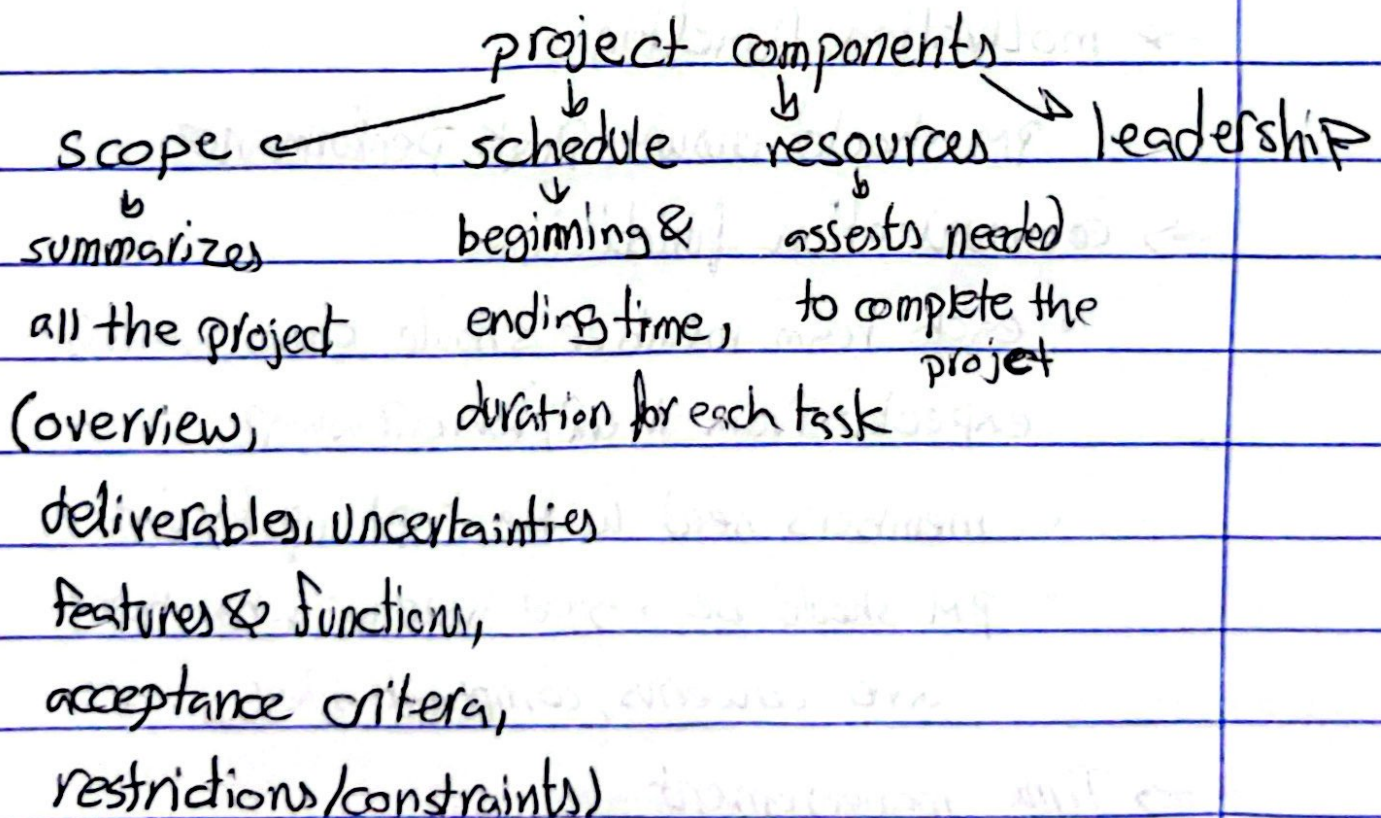 project components
scope schedule resources leadership
summarizes beginning & assests needed
all the project ending time, to complete the
projet
(overview, duration for each task
deliverables, uncertainties
features & functions,
acceptance critera,
restrictions/constraints)